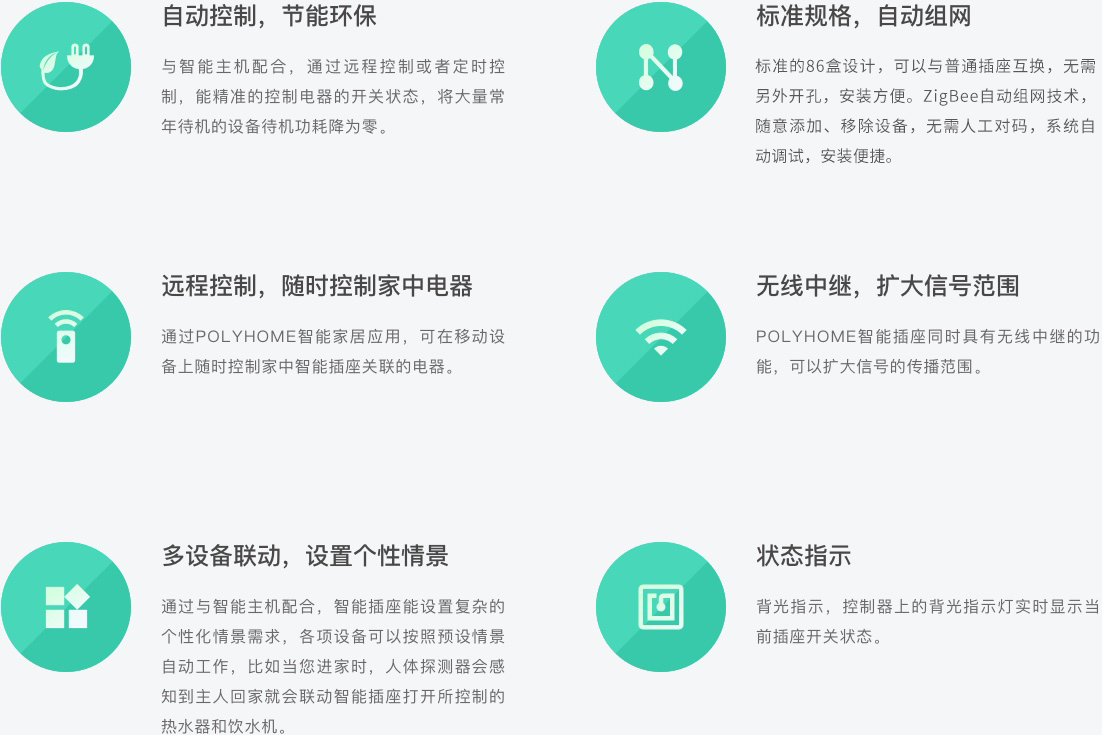 自动控制，节能环保
与智能主机配合，通过远程控制或者定时控
制，能精准的控制电器的开关状态，将大量常
年待机的设备待机功耗降为零。
标准规格，自动组网
标准的86盒设计，可以与普通插座互换，无需
另外开孔，安装方便。ZigBee自动组网技术，
随意添加、移除设备，无需人工对码，系统自
动调试，安装便捷。
远程控制，随时控制家中电器
通过POLYHOME智能家居应用，可在移动设
备上随时控制家中智能插座关联的电器。
无线中继，扩大信号范围
POLYHOME智能插座同时具有无线中继的功
能，可以扩大信号的传播范围。
多设备联动，设置个性情景
通过与智能主机配合，智能插座能设置复杂的
个性化情景需求，各项设备可以按照预设情景
自动工作，比如当您进家时，人体探测器会感
知到主人回家就会联动智能插座打开所控制的
热水器和饮水机。
状态指示
背光指示，控制器上的背光指示灯实时显示当
前插座开关状态。